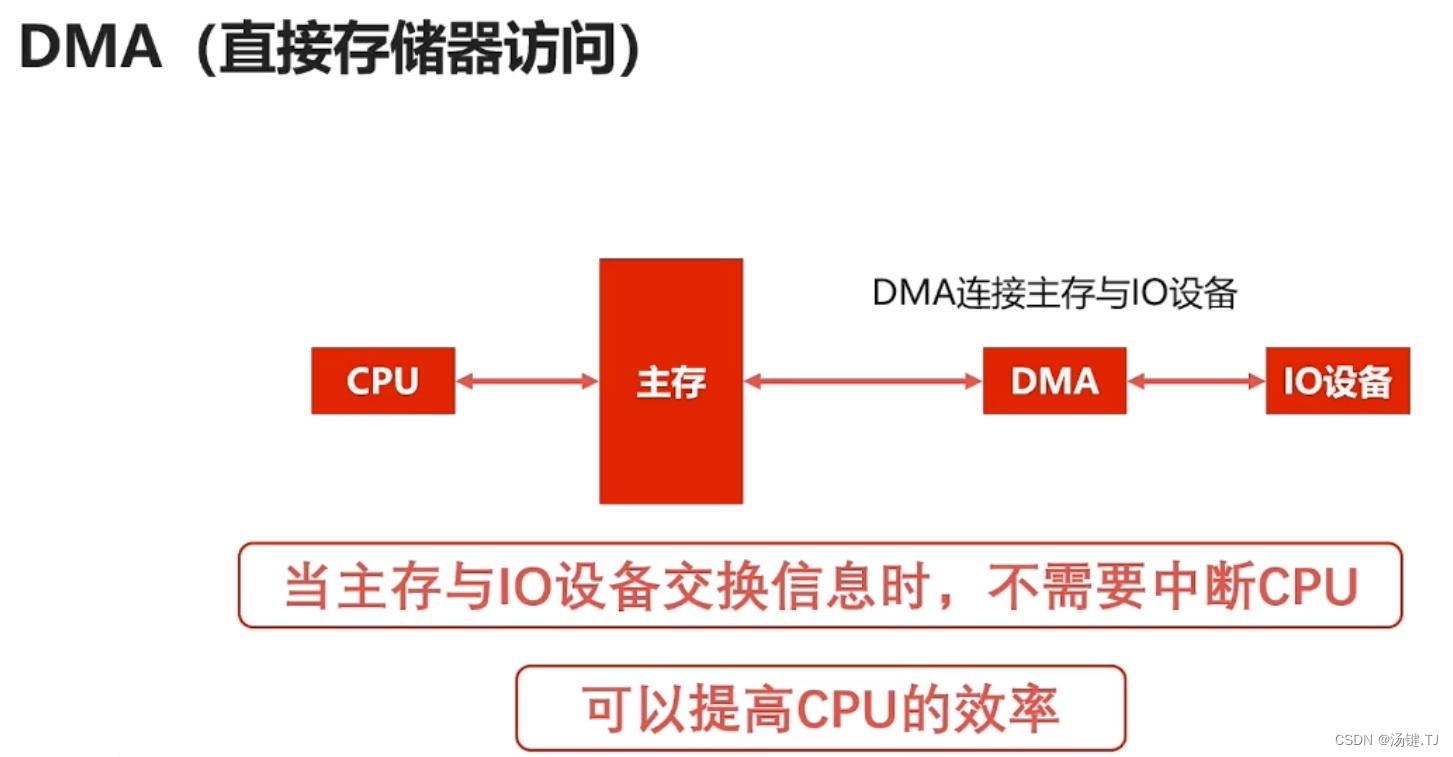 DMA（直接存储器访问）
DMA连接主存与IO设备
CPU
主存
DMA
IO设备
当主存与IO设备交换信息时，不需要中断CPU
可以提高CPU的效率
CSDN @汤键.TJ